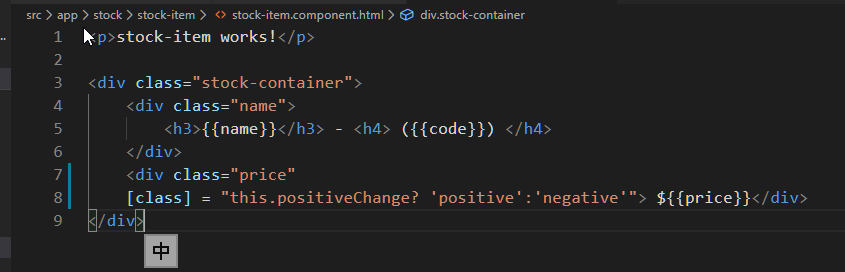 src > app > stock > stock-item > <> stock-item.component.html > div.stock-container
1 <p>stock-item works!</p>
2
3 <div class="stock-container">
4 <div class="name">
5 <h3>{{name}}</h3> - <h4> ({{code}}) </h4>
6 </div>
7 <div class="price"
8 [class] = "this.positiveChange? 'positive':'negative'"> ${{price}}</div>
9 </div>
中